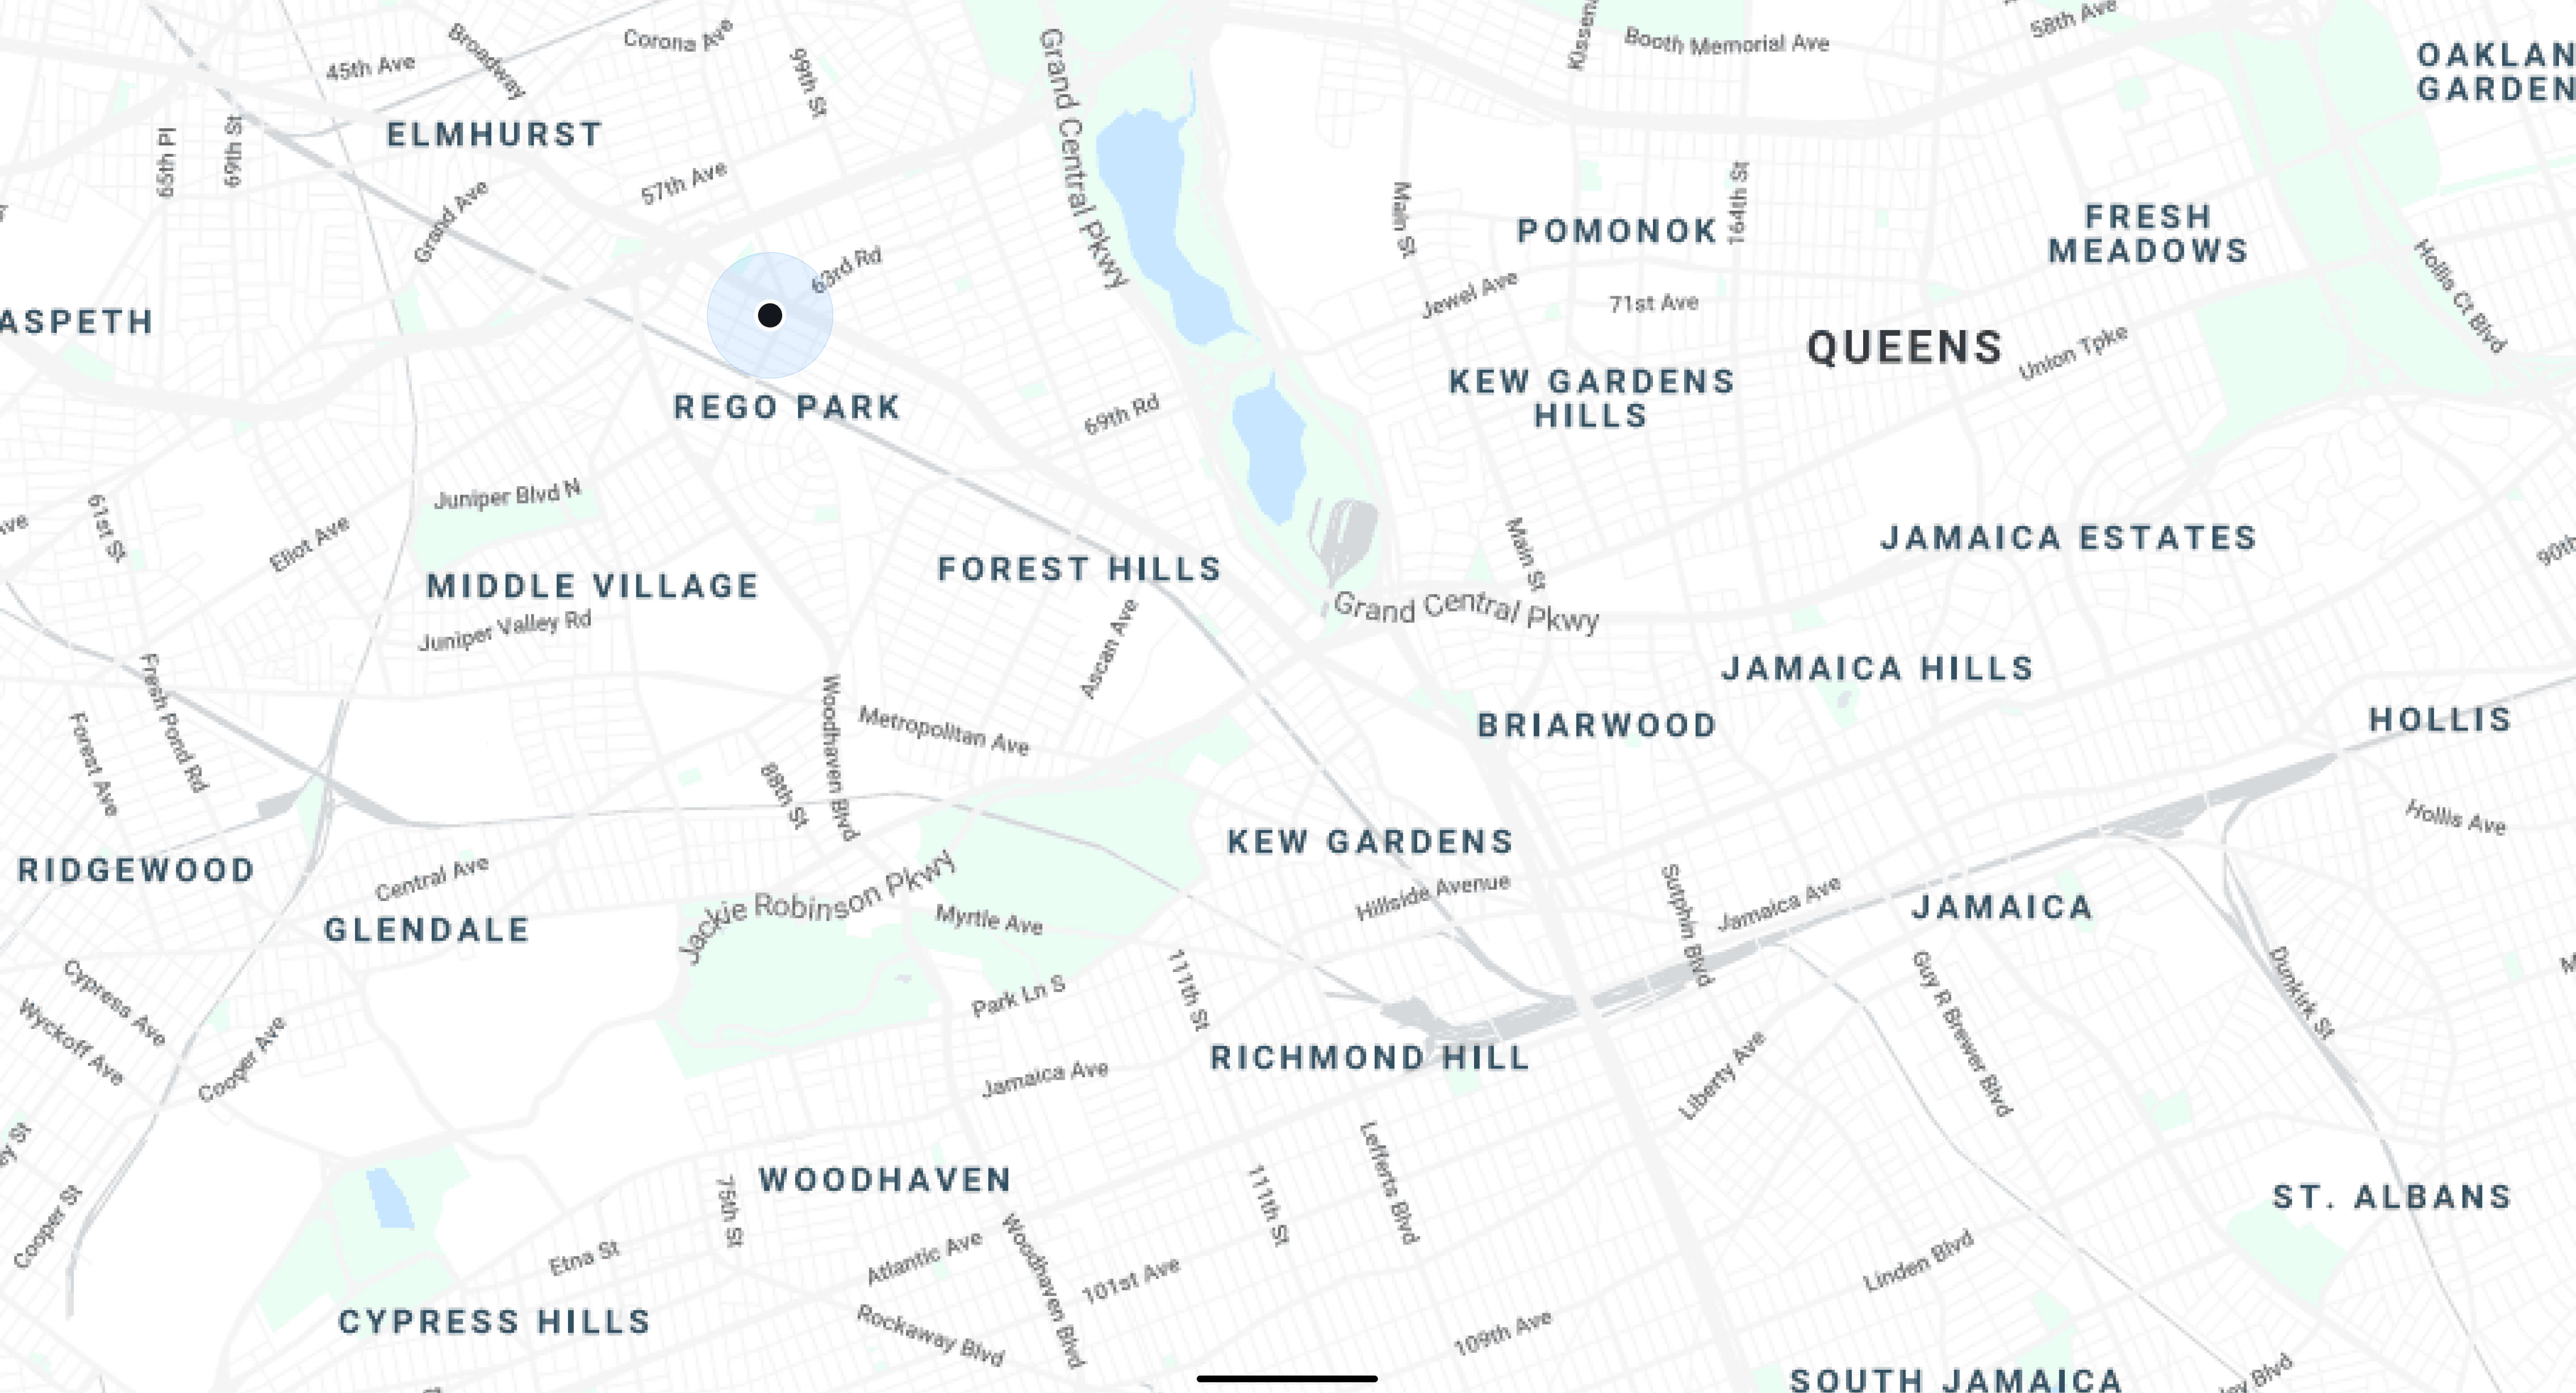 Corona Ave
Broadway
45th Ave
99th St
Grand Central Pkwy
Booth Memorial Ave
58th Ave
OAKLAN
GARDEN
ELMHURST
65th Pl
69th St
57th Ave
Grand Ave
Main St
POMONOK
164th St
FRESH
MEADOWS
Hollis Ct Blvd
63rd Rd
Jewel Ave
71st Ave
ASPETH
QUEENS
Union Tpke
KEW GARDENS
HILLS
REGO PARK
69th Rd
Juniper Blvd N
61st St
Eliot Ave
Main St
JAMAICA ESTATES
90th
FOREST HILLS
MIDDLE VILLAGE
Juniper Valley Rd
Ascan Ave
Grand Central Pkwy
JAMAICA HILLS
Fresh Pond Rd
Forest Ave
Woodhaven Blvd
Metropolitan Ave
BRIARWOOD
HOLLIS
88th St
Hollis Ave
KEW GARDENS
RIDGEWOOD
Central Ave
Hillside Avenue
Sutphin Blvd
Jamaica Ave
JAMAICA
GLENDALE
Jackie Robinson Pkwy
Myrtle Ave
111th St
Guy R Brewer Blvd
Dunkirk St
Cypress Ave
Wyckoff Ave
Cooper Ave
Park Ln S
RICHMOND HILL
Jamaica Ave
Liberty Ave
Lefferts Blvd
WOODHAVEN
75th St
111th St
ST. ALBANS
Cooper St
Etna St
Atlantic Ave
Woodhaven Blvd
101st Ave
Linden Blvd
CYPRESS HILLS
Rockaway Blvd
109th Ave
SOUTH JAMAICA